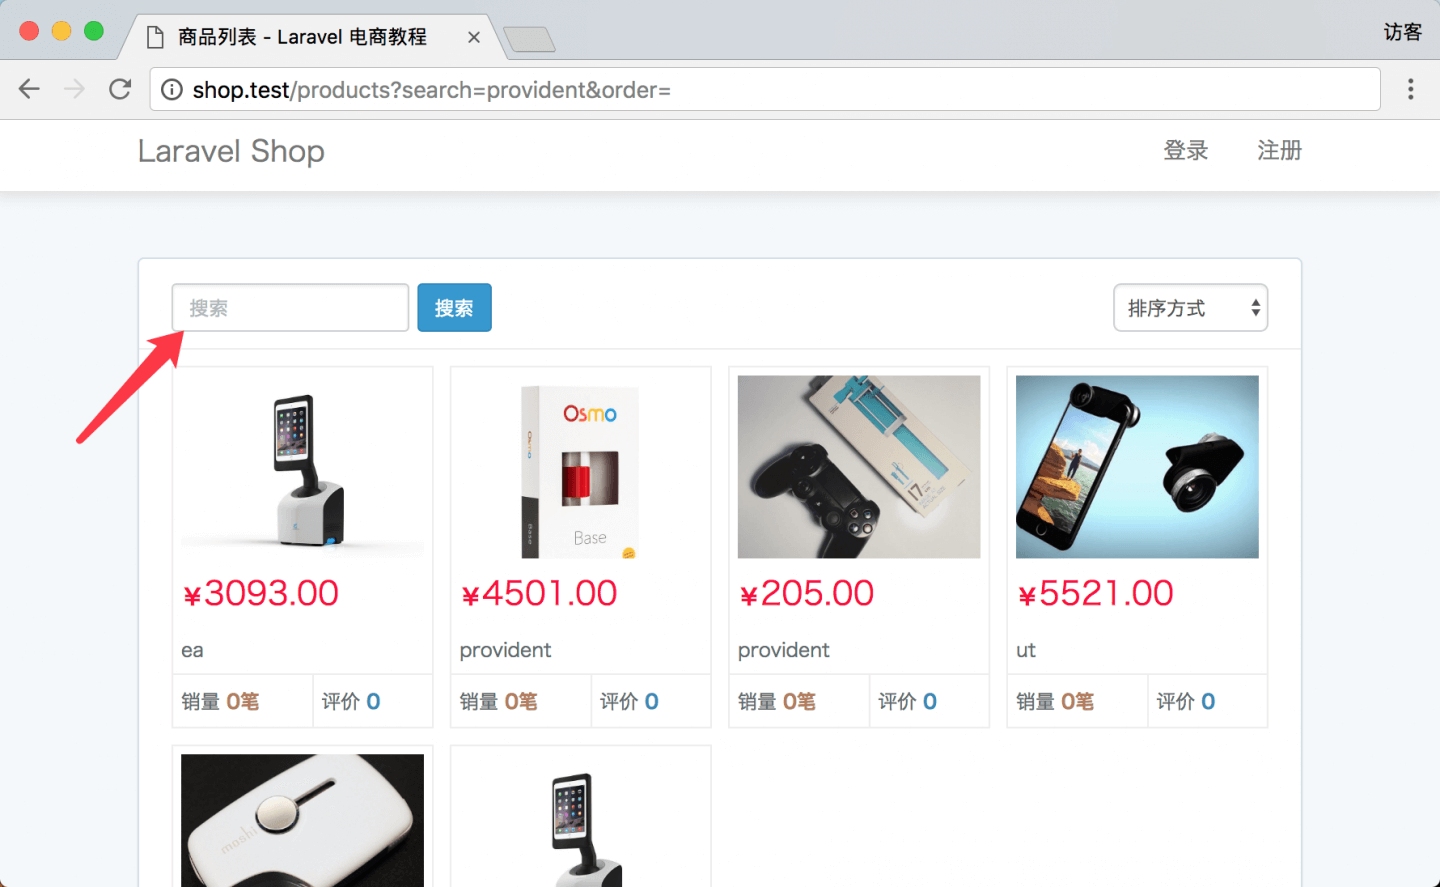 商品列表 - Laravel 电商教程
访客
shop.test/products?search=provident&order=
Laravel Shop
登录 注册
搜索 搜索 排序方式
Osmo
Osmo
Base
Base
¥3093.00 ¥4501.00 ¥205.00 ¥5521.00
ea provident provident ut
销量 0笔 评价 0 销量 0笔 评价 0 销量 0笔 评价 0 销量 0笔 评价 0
moshi